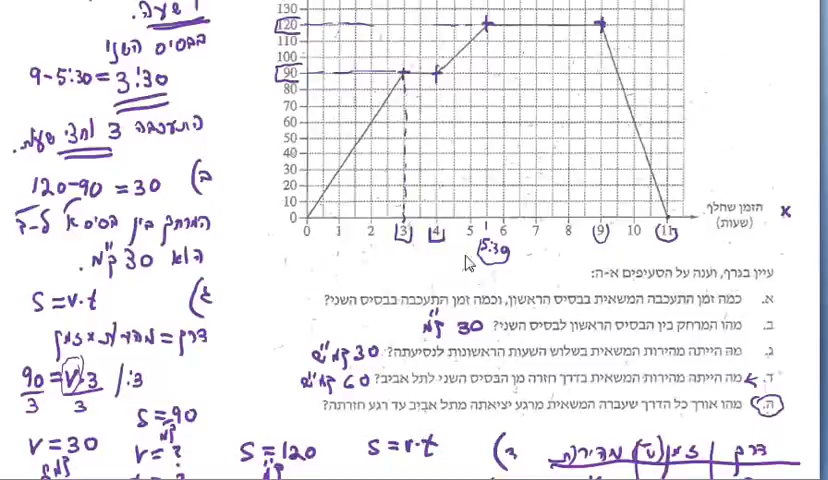 1 שעה.
בבסיס השני
9-5:30=3:30
התעכבה 3 וחצי שעות.
ב)
120-90=30
המרחק בין בסיס א' ל-ב'
הוא 30 ק"מ.
ג)
s=v·t
דרך=מהירות×זמן
90=v·3 /:3
3 3
s=90
ק"מ
v=30
v=?
120
110
100
90
80
70
60
50
40
30
20
10
0
0 1 2 3 4 5 6 7 8 9 10 11
5:30
הזמן שחלף
(שעות)
x
עיין בגרף, וענה על הסעיפים א-ה:
א. כמה זמן התעכבה המשאית בבסיס הראשון, וכמה זמן התעכבה בבסיס השני?
ב. מהו המרחק בין הבסיס הראשון לבסיס השני? 30 ק"מ
ג. מה הייתה מהירות המשאית בשלוש השעות הראשונות לנסיעתה? 30 קמ"ש
ד. מה הייתה מהירות המשאית בדרך חזרה מן הבסיס השני לתל אביב? 60 קמ"ש
ה. מהו אורך כל הדרך שעברה המשאית מרגע יציאתה מתל אביב עד רגע חזרתה?
ד)
s=v·t
s=120
ק"מ
דרך | זמן | מהירות (v)